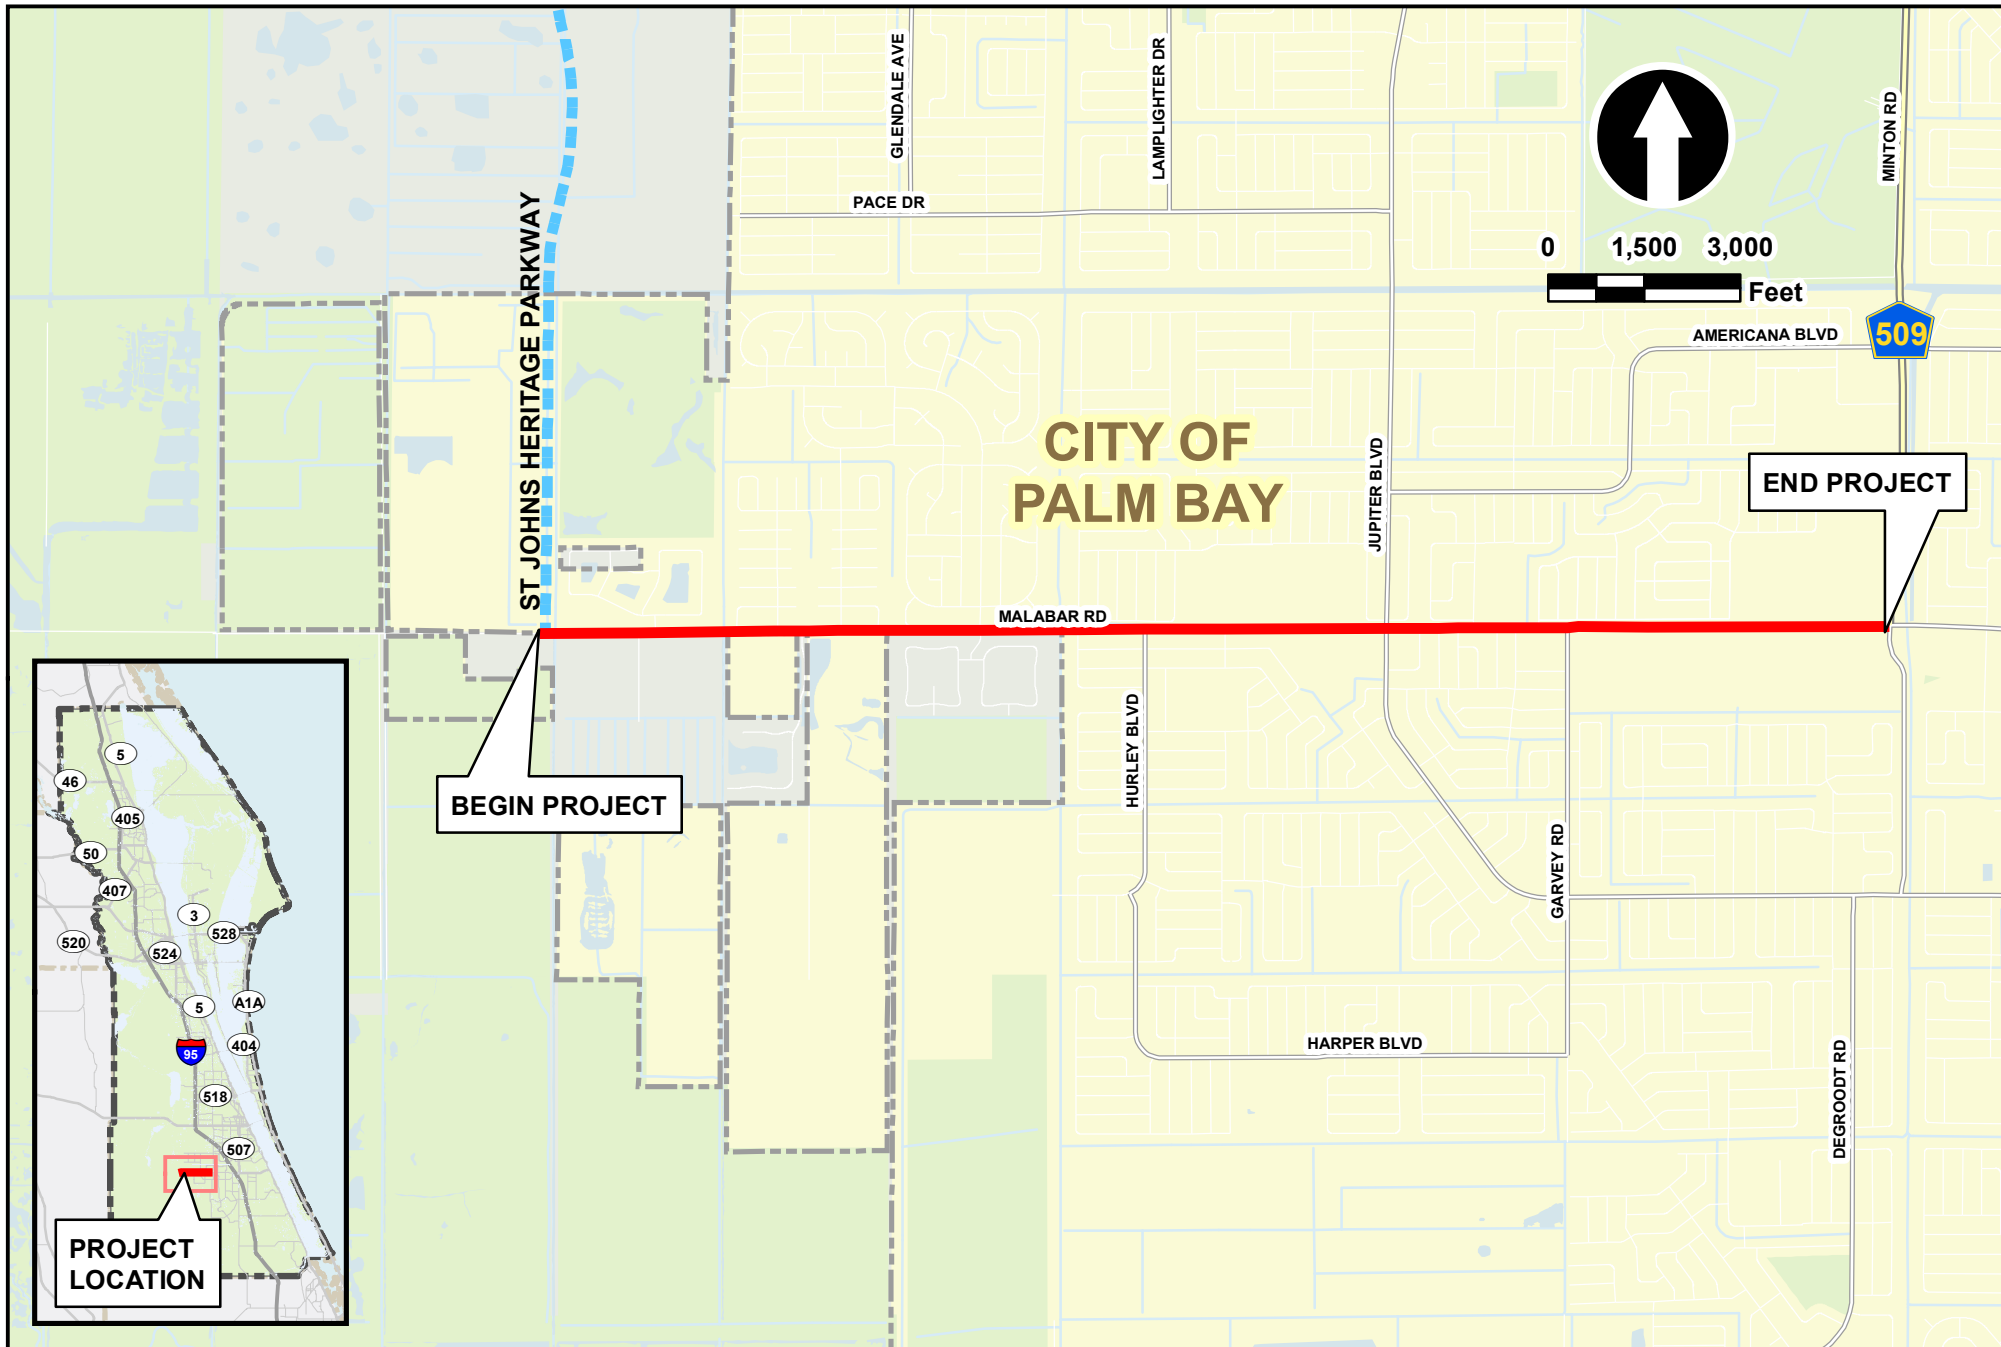 GLENDALE AVE
LAMPLIGHTER DR
MINTON RD
PACE DR
ST JOHNS HERITAGE PARKWAY
0 1,500 3,000
Feet
AMERICANA BLVD
509
CITY OF
PALM BAY
JUPITER BLVD
END PROJECT
MALABAR RD
BEGIN PROJECT
HURLEY BLVD
GARVEY RD
HARPER BLVD
DEGROODT RD
5
46
405
50
407
3
528
520
524
5
A1A
404
95
518
507
PROJECT
LOCATION